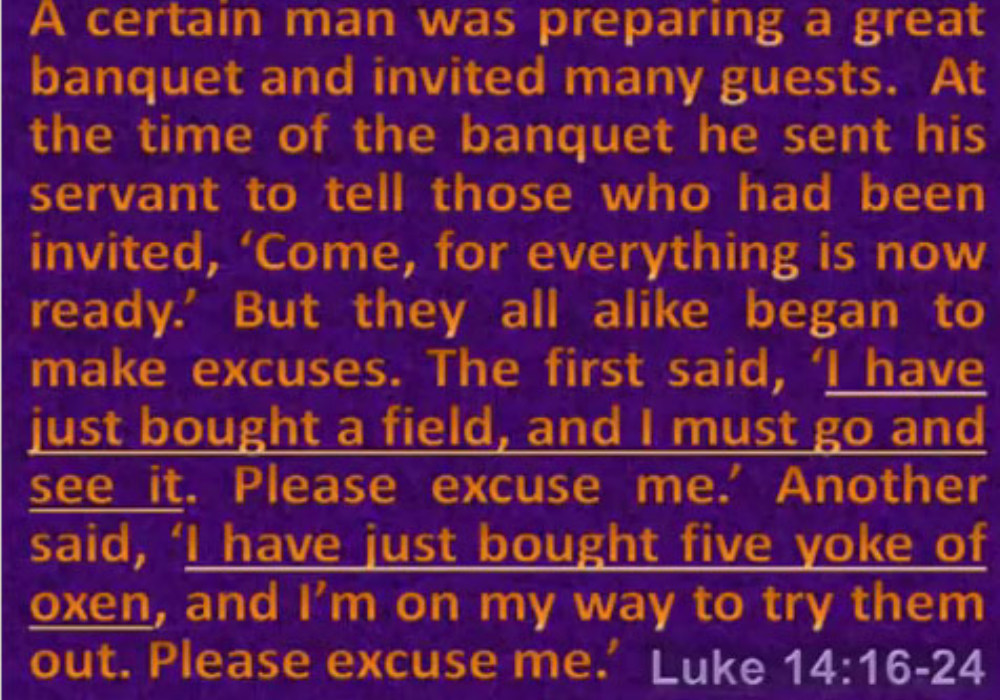 A certain man was preparing a great
banquet and invited many guests. At
the time of the banquet he sent his
servant to tell those who had been
invited, ‘Come, for everything is now
ready.’ But they all alike began to
make excuses. The first said, ‘I have
just bought a field, and I must go and
see it. Please excuse me.’ Another
said, ‘I have just bought five yoke of
oxen, and I’m on my way to try them
out. Please excuse me.’ Luke 14:16-24